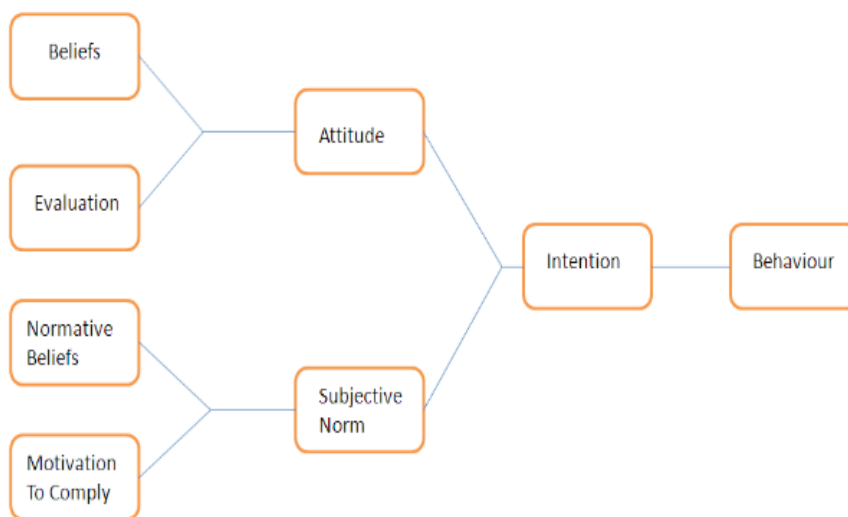 Beliefs
Evaluation
Attitude
Normative
Beliefs
Motivation
To Comply
Subjective
Norm
Intention
Behaviour